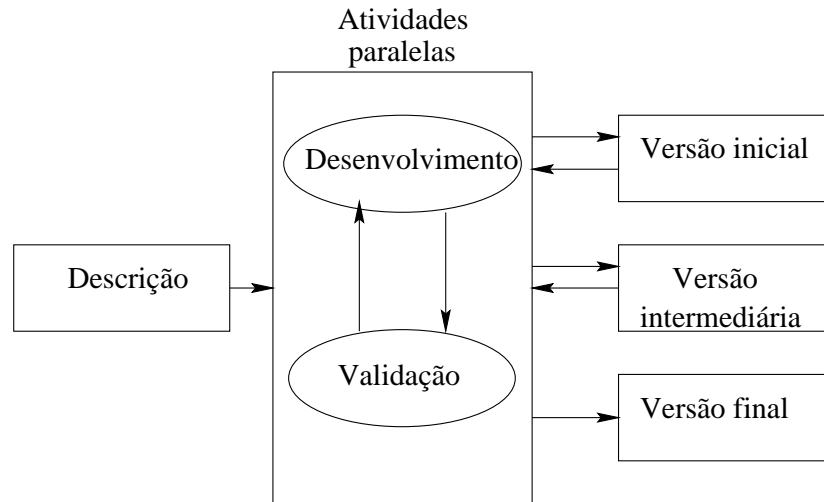 Atividades
paralelas
Desenvolvimento
Versão inicial
Descrição
Versão
intermediária
Validação
Versão final